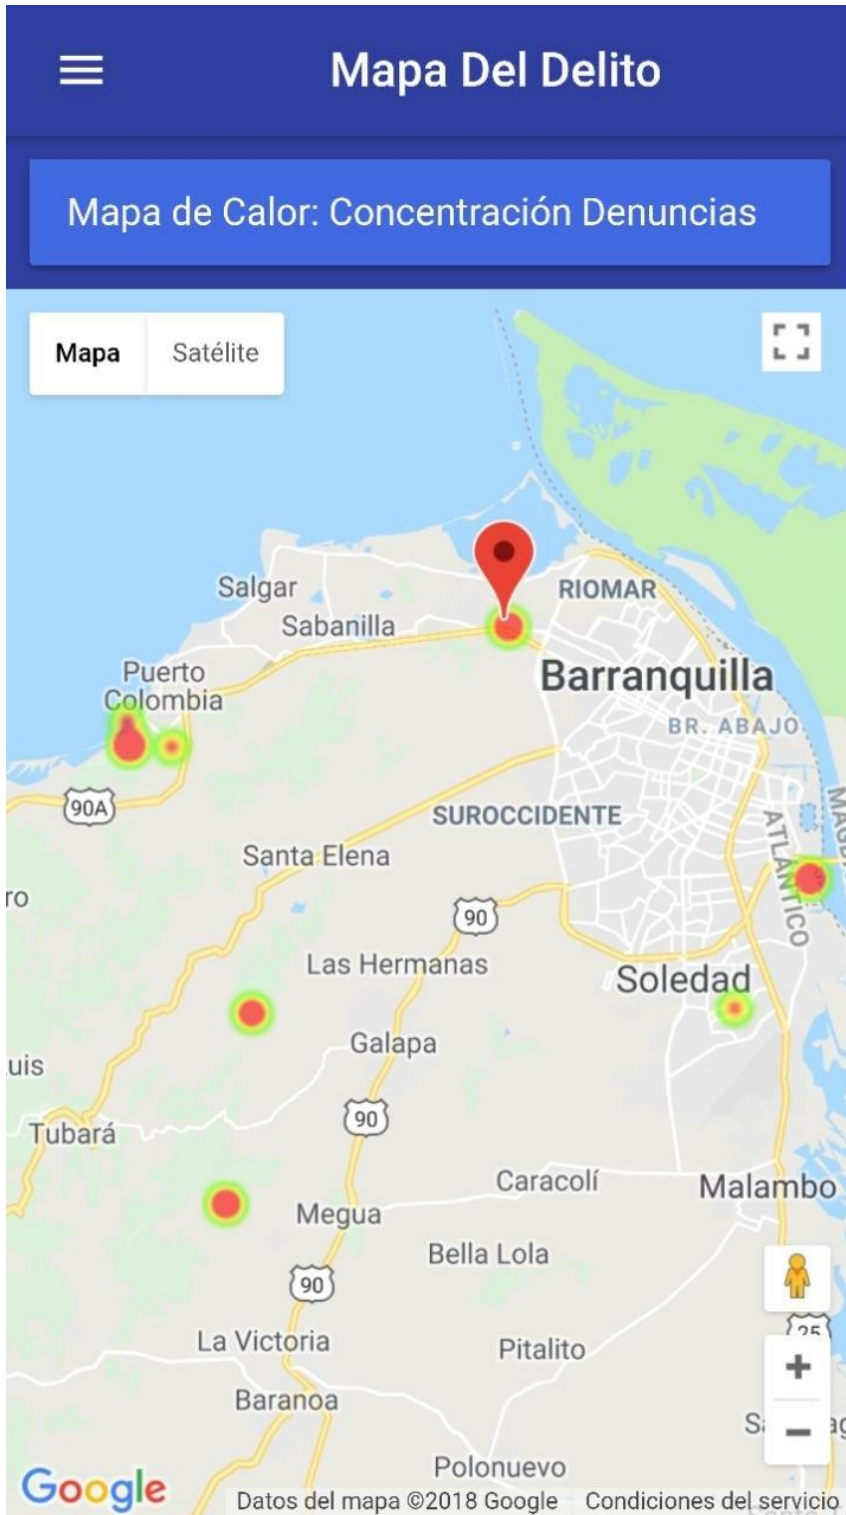 Mapa Del Delito
Mapa de Calor: Concentración Denuncias
Mapa
Satélite
Salgar
RIOMAR
Sabanilla
Puerto
Colombia
Barranquilla
BR. ABAJO
90A
SUROCCIDENTE
ATLÁNTICO
Santa Elena
90
Las Hermanas
Soledad
Galapa
90
Tubará
Caracolí
Malambo
Megua
Bella Lola
90
25
La Victoria
Pitalito
Baranoa
Polonuevo
Google
Datos del mapa ©2018 Google
Condiciones del servicio